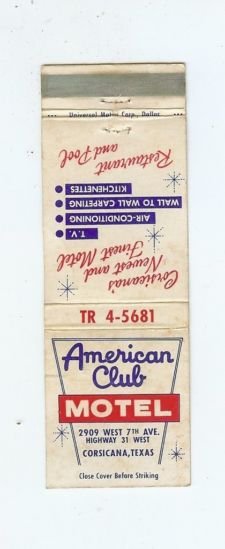 Universal Match Corp., Dallas
Restaurant
and Pool
KITCHENETTES
WALL TO WALL CARPETING
AIR-CONDITIONING
T.V.
Corsicana's
Newest and
Finest Motel
TR 4-5681
American
Club
MOTEL
2909 WEST 7TH AVE.
HIGHWAY 31 WEST
CORSICANA, TEXAS
Close Cover Before Striking